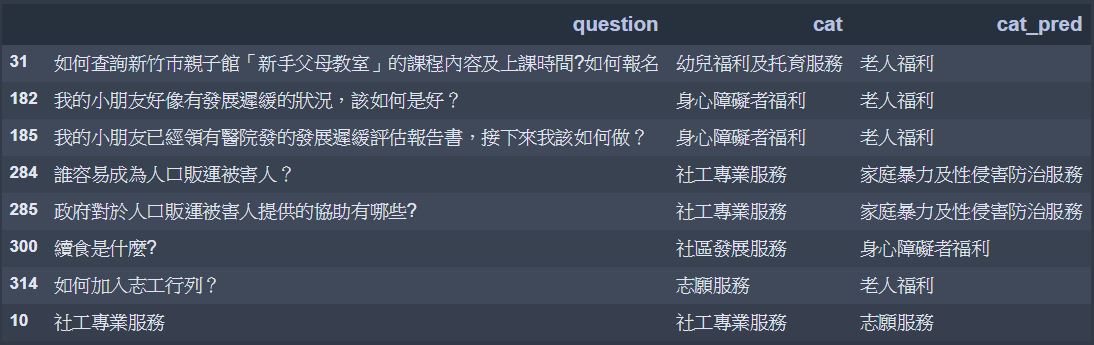 question cat cat_pred
31 如何查詢新竹市親子館「新手父母教室」的課程內容及上課時間?如何報名 幼兒福利及托育服務 老人福利
182 我的小朋友好像有發展遲緩的狀況，該如何是好？ 身心障礙者福利 老人福利
185 我的小朋友已經領有醫院發的發展遲緩評估報告書，接下來我該如何做？ 身心障礙者福利 老人福利
284 誰容易成為人口販運被害人？ 社工專業服務 家庭暴力及性侵害防治服務
285 政府對於人口販運被害人提供的協助有哪些? 社工專業服務 家庭暴力及性侵害防治服務
300 續食是什麼? 社區發展服務 身心障礙者福利
314 如何加入志工行列？ 志願服務 老人福利
10 社工專業服務 社工專業服務 志願服務